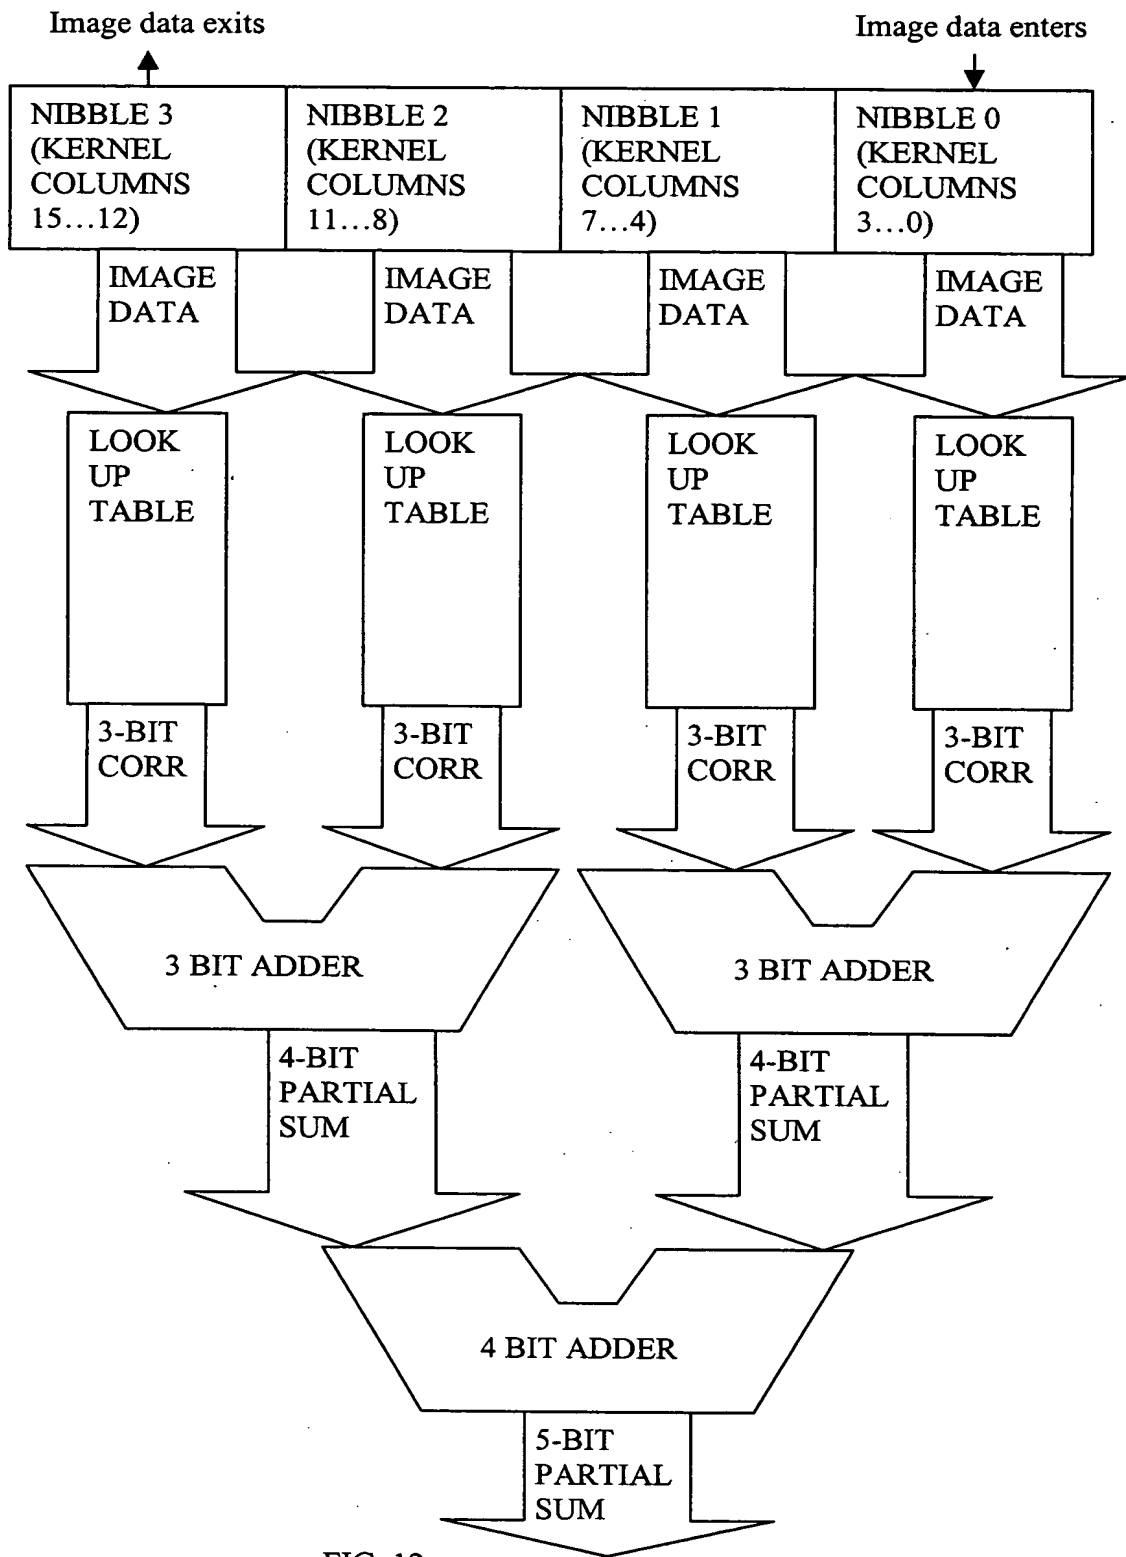 Image data exits
Image data enters
NIBBLE 3
(KERNEL
COLUMNS
15...12)
NIBBLE 2
(KERNEL
COLUMNS
11...8)
NIBBLE 1
(KERNEL
COLUMNS
7...4)
NIBBLE 0
(KERNEL
COLUMNS
3...0)
IMAGE
DATA
IMAGE
DATA
IMAGE
DATA
IMAGE
DATA
LOOK
UP
TABLE
LOOK
UP
TABLE
LOOK
UP
TABLE
LOOK
UP
TABLE
3-BIT
CORR
3-BIT
CORR
3-BIT
CORR
3-BIT
CORR
3 BIT ADDER
3 BIT ADDER
4-BIT
PARTIAL
SUM
4-BIT
PARTIAL
SUM
4 BIT ADDER
5-BIT
PARTIAL
SUM